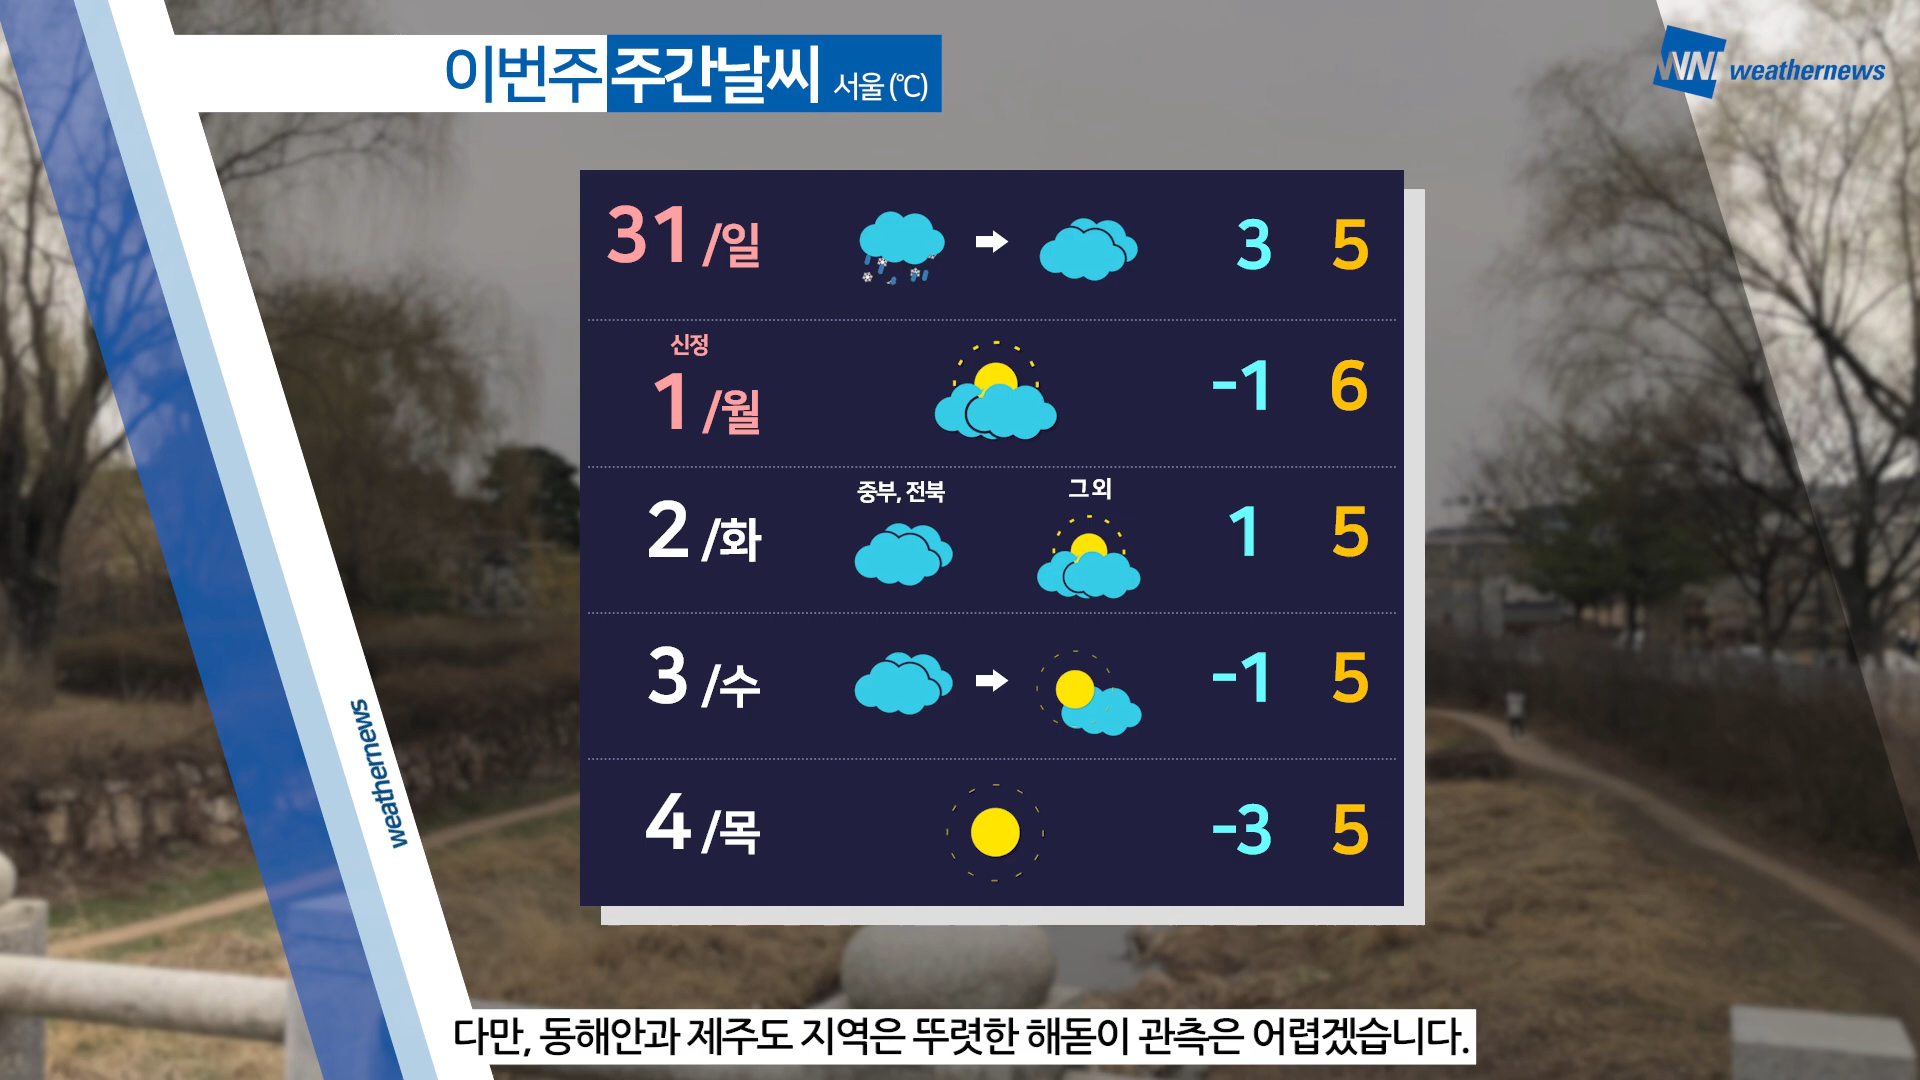 이번주 주간날씨 서울 (℃)
WNI weathernews
31 /일 3 5
신정
1 /월 -1 6
중부, 전북 그 외
2 /화 1 5
3 /수 -1 5
4 /목 -3 5
weathernews
다만, 동해안과 제주도 지역은 뚜렷한 해돋이 관측은 어렵겠습니다.